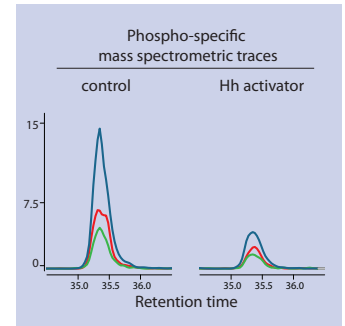 Phospho-specific
mass spectrometric traces
control
Hh activator
15
7.5
0
35.0 35.5 36.0
35.0 35.5 36.0
Retention time